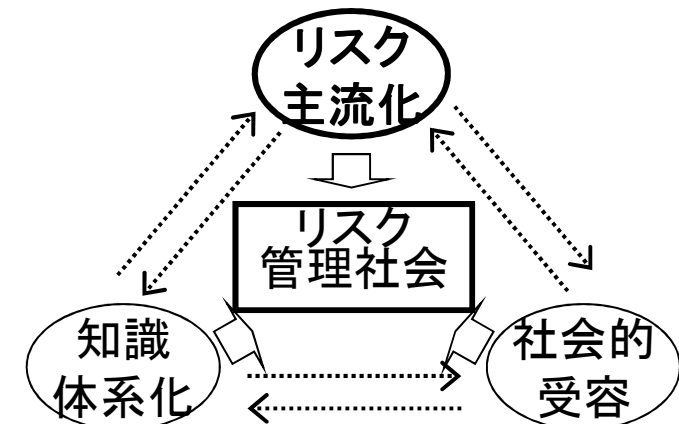 リスク
主流化
リスク
管理社会
知識
体系化
社会的
受容